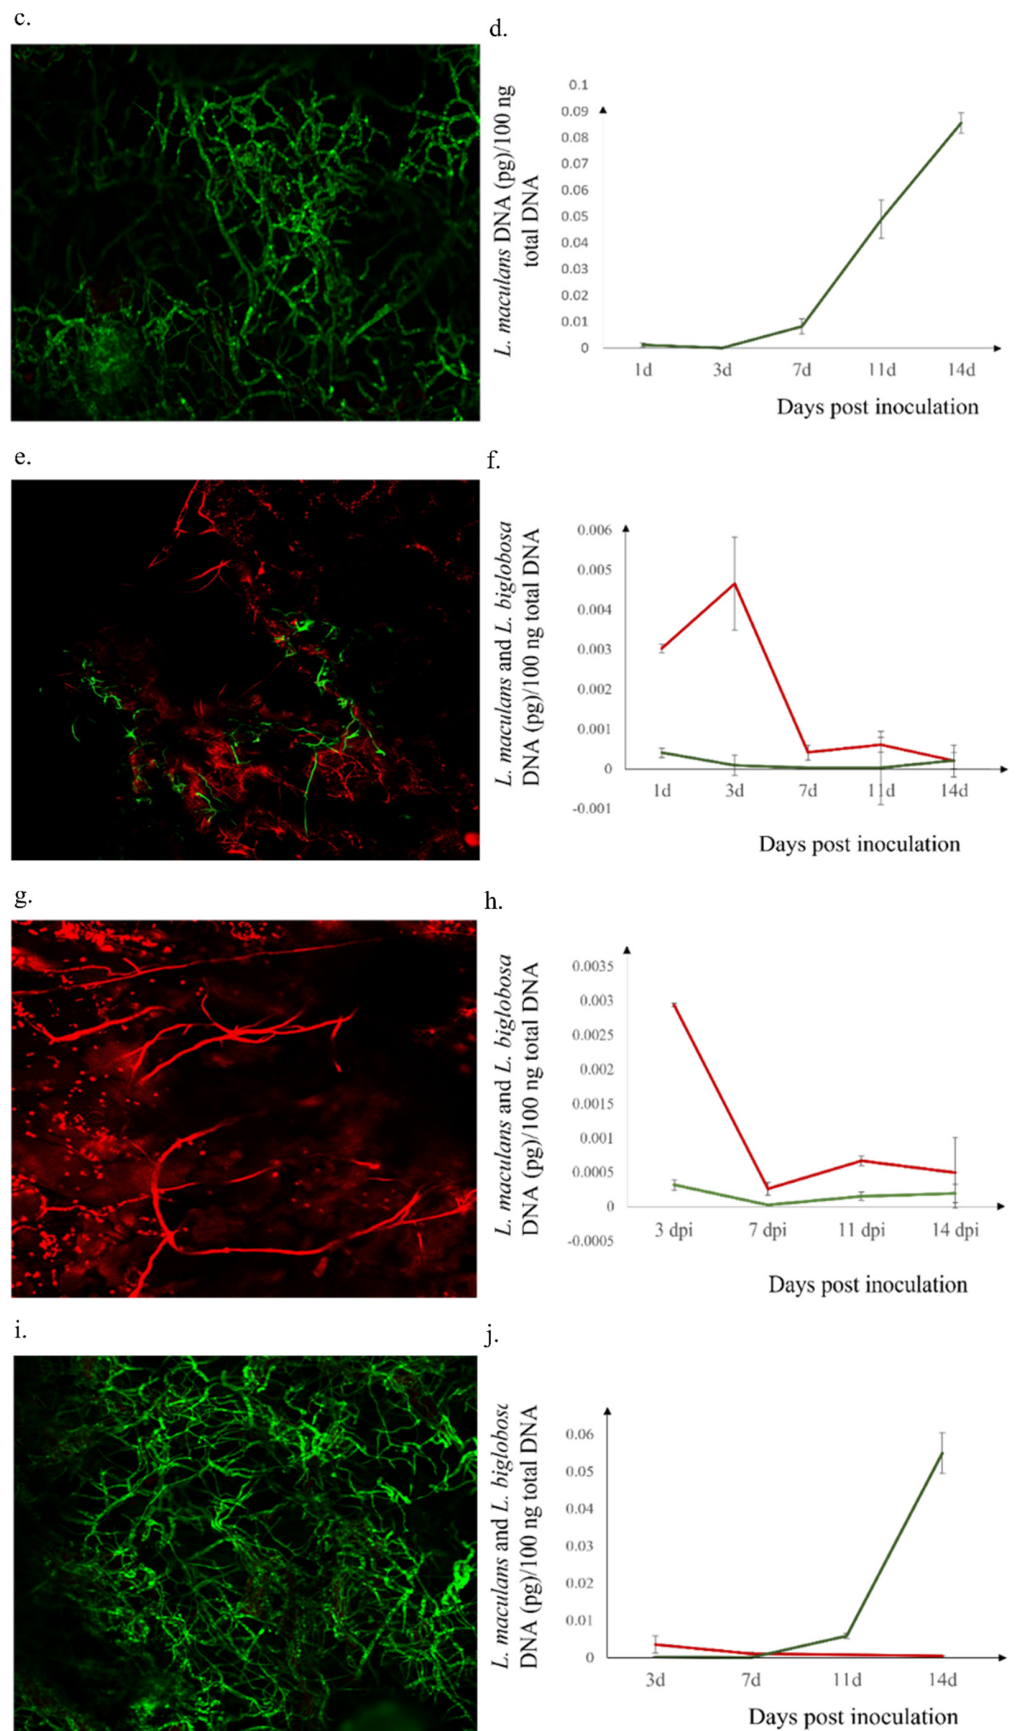 c.
d.
L. maculans DNA (pg)/100 ng
total DNA
0.1
0.09
0.08
0.07
0.06
0.05
0.04
0.03
0.02
0.01
0
1d 3d 7d 11d 14d
Days post inoculation
e.
f.
L. maculans and L. biglobosa
DNA (pg)/100 ng total DNA
0.006
0.005
0.004
0.003
0.002
0.001
0
-0.001
1d 3d 7d 11d 14d
Days post inoculation
g.
h.
L. maculans and L. biglobosa
DNA (pg)/100 ng total DNA
0.0035
0.003
0.0025
0.002
0.0015
0.001
0.0005
0
-0.0005
3 dpi 7 dpi 11 dpi 14 dpi
Days post inoculation
i.
j.
L. maculans and L. biglobosa
DNA (pg)/100 ng total DNA
0.06
0.05
0.04
0.03
0.02
0.01
0
3d 7d 11d 14d
Days post inoculation